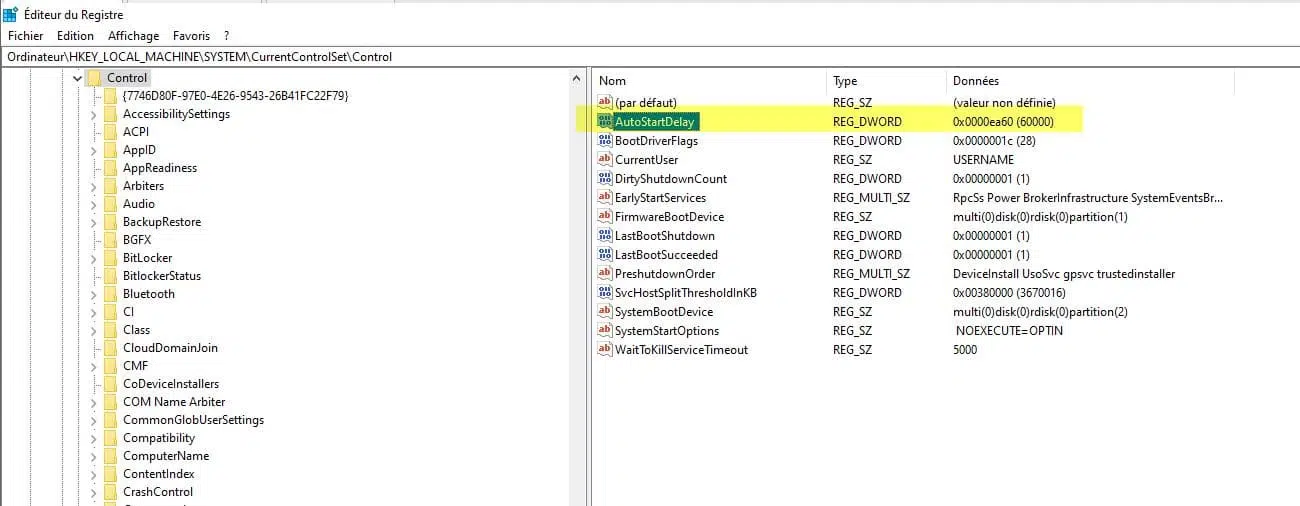 Éditeur du Registre
Fichier Edition Affichage Favoris ?
Ordinateur\HKEY_LOCAL_MACHINE\SYSTEM\CurrentControlSet\Control
Control
{7746D80F-97E0-4E26-9543-26B41FC22F79}
AccessibilitySettings
ACPI
AppID
AppReadiness
Arbiters
Audio
BackupRestore
BGFX
BitLocker
BitlockerStatus
Bluetooth
CI
Class
CloudDomainJoin
CMF
CoDeviceInstallers
COM Name Arbiter
CommonGlobUserSettings
Compatibility
ComputerName
ContentIndex
CrashControl
Nom Type Données
(par défaut) REG_SZ (valeur non définie)
AutoStartDelay REG_DWORD 0x0000ea60 (60000)
BootDriverFlags REG_DWORD 0x0000001c (28)
CurrentUser REG_SZ USERNAME
DirtyShutdownCount REG_DWORD 0x00000001 (1)
EarlyStartServices REG_MULTI_SZ RpcSs Power BrokerInfrastructure SystemEventsBr...
FirmwareBootDevice REG_SZ multi(0)disk(0)rdisk(0)partition(1)
LastBootShutdown REG_DWORD 0x00000001 (1)
LastBootSucceeded REG_DWORD 0x00000001 (1)
PreshutdownOrder REG_MULTI_SZ DeviceInstall UsoSvc gpsvc trustedinstaller
SvcHostSplitThresholdInKB REG_DWORD 0x00380000 (3670016)
SystemBootDevice REG_SZ multi(0)disk(0)rdisk(0)partition(2)
SystemStartOptions REG_SZ NOEXECUTE=OPTIN
WaitToKillServiceTimeout REG_SZ 5000